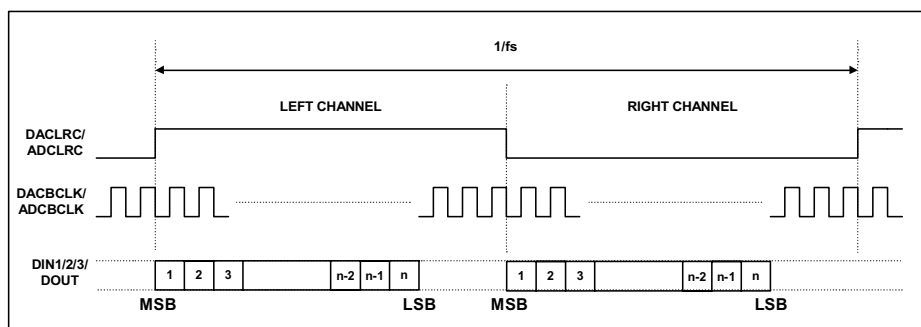 1/fs
LEFT CHANNEL
RIGHT CHANNEL
DACLRC/
ADCLRC
DACBCLK/
ADCBCLK
DIN1/2/3/
DOUT
1 2 3 n-2 n-1 n 1 2 3 n-2 n-1 n
MSB LSB MSB LSB